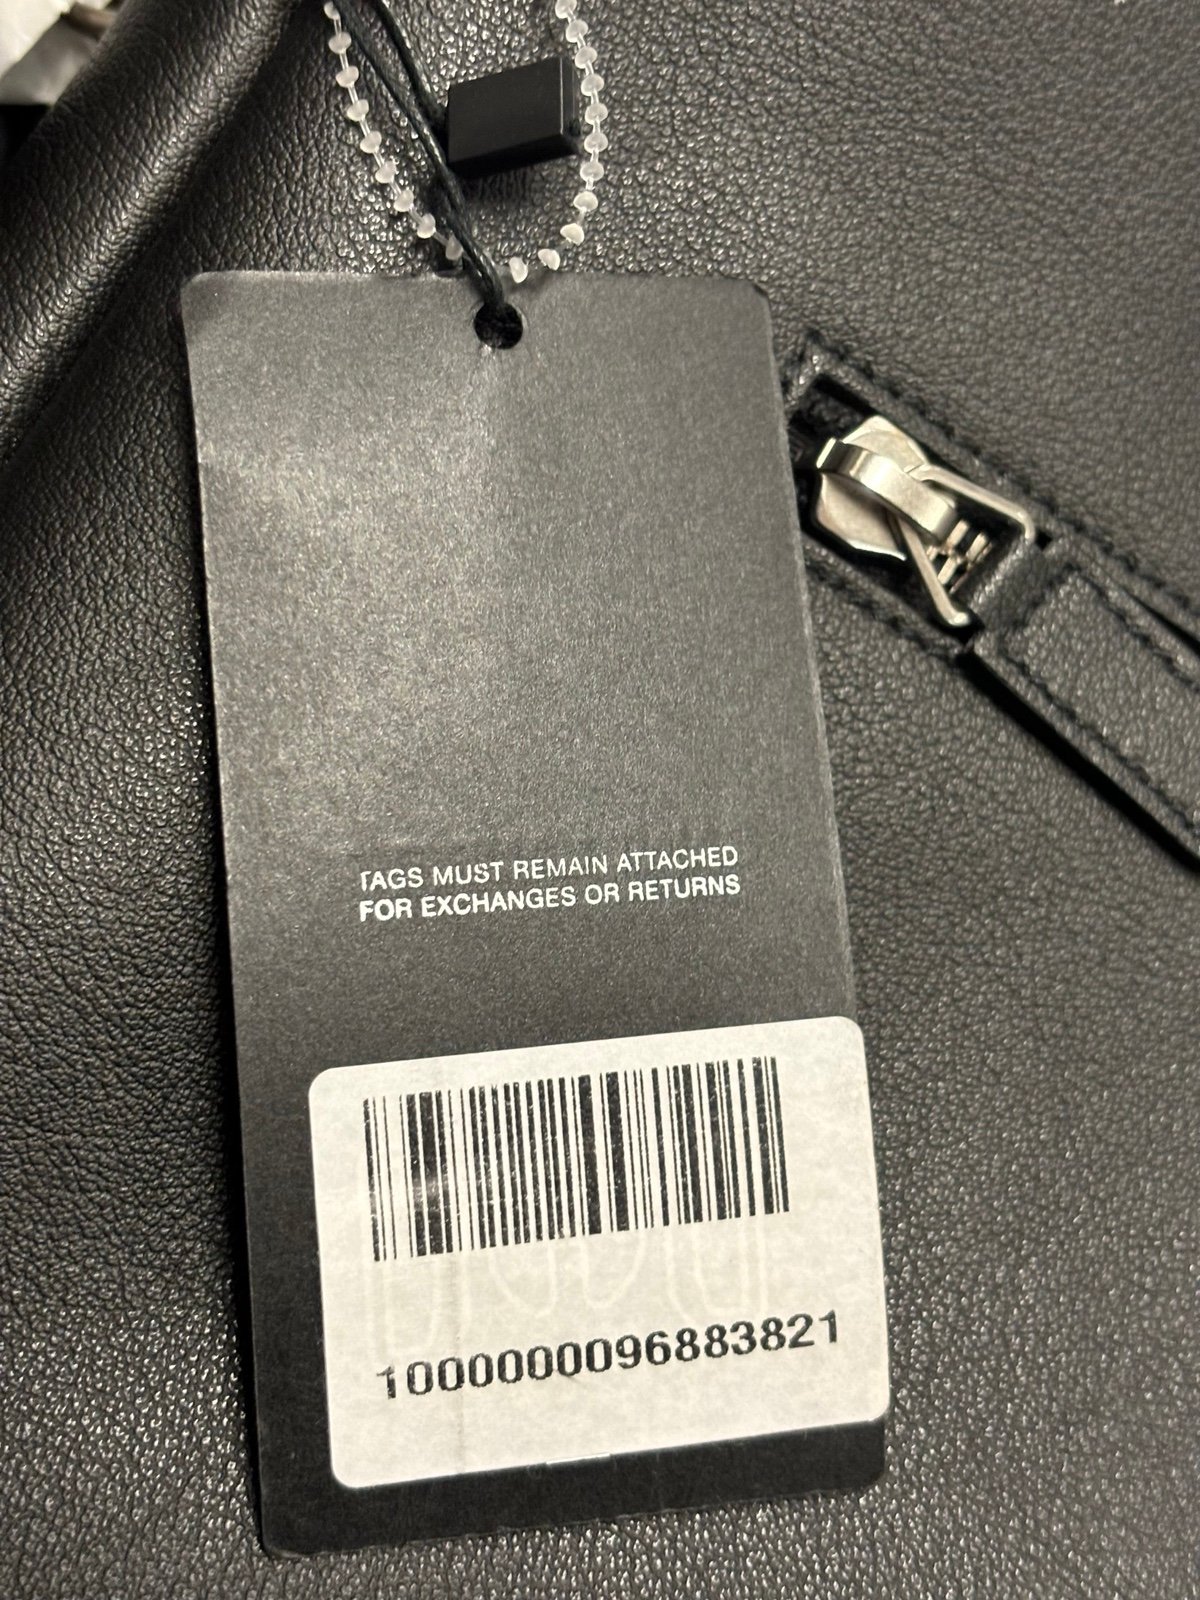 TAGS MUST REMAIN ATTACHED
FOR EXCHANGES OR RETURNS
1000000096883821